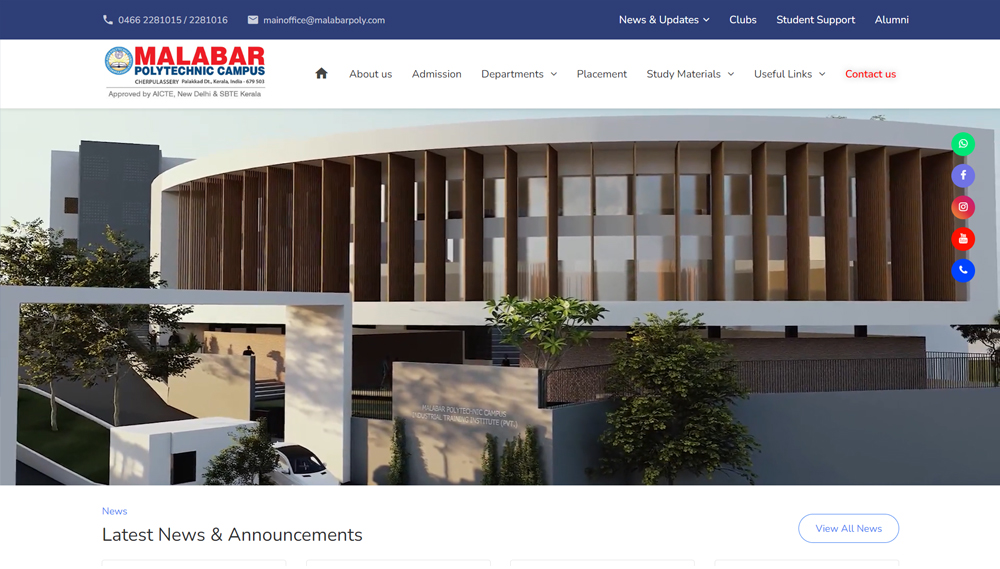 0466 2281015 / 2281016
mainoffice@malabarpoly.com
News & Updates
Clubs
Student Support
Alumni
MALABAR
POLYTECHNIC CAMPUS
CHERPULASSERY Palakkad Dt., Kerala, India - 679 503
Approved by AICTE, New Delhi & SBTE Kerala
About us
Admission
Departments
Placement
Study Materials
Useful Links
Contact us
MALABAR POLYTECHNIC CAMPUS
INDUSTRIAL TRAINING INSTITUTE (PVT.)
News
Latest News & Announcements
View All News